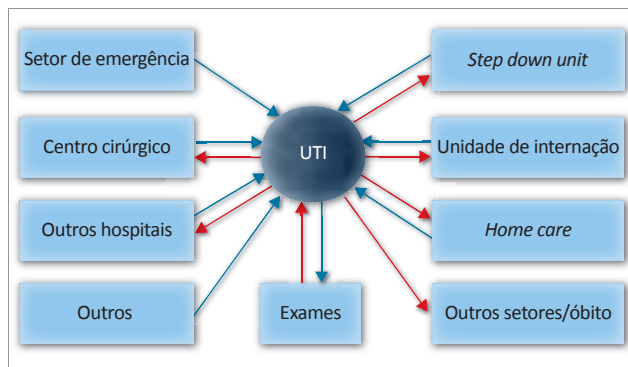 Setor de emergência
Step down unit
Centro cirúrgico
UTI
Unidade de internação
Outros hospitais
Home care
Outros
Exames
Outros setores/óbito